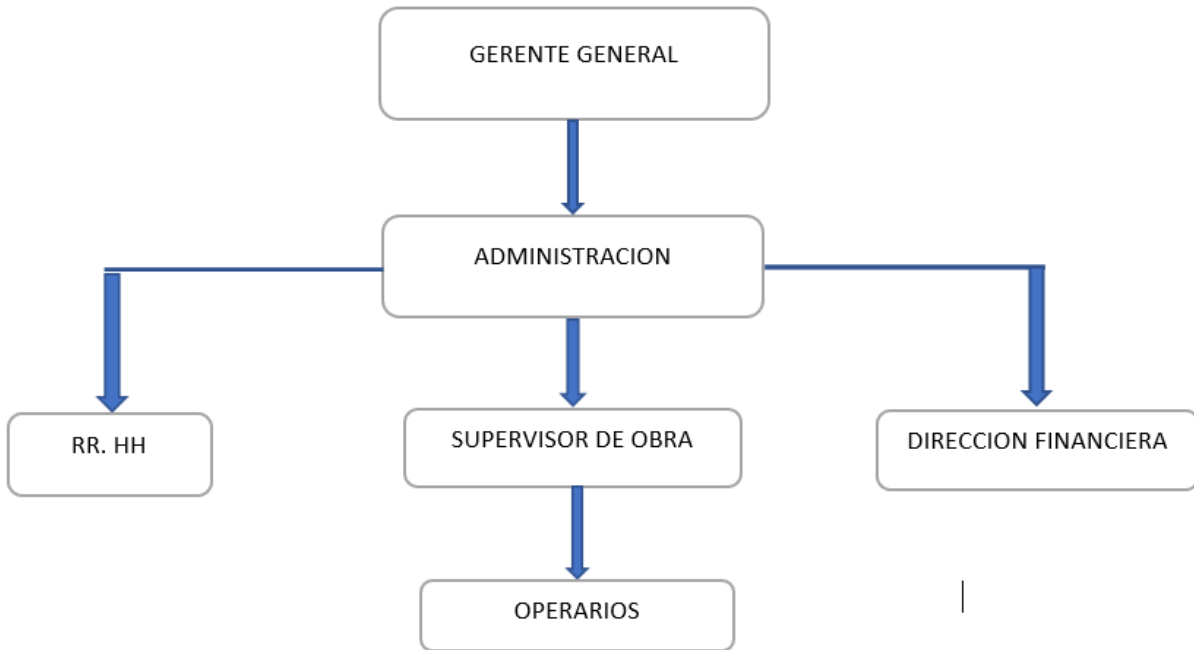 GERENTE GENERAL
ADMINISTRACION
RR. HH
SUPERVISOR DE OBRA
DIRECCION FINANCIERA
OPERARIOS